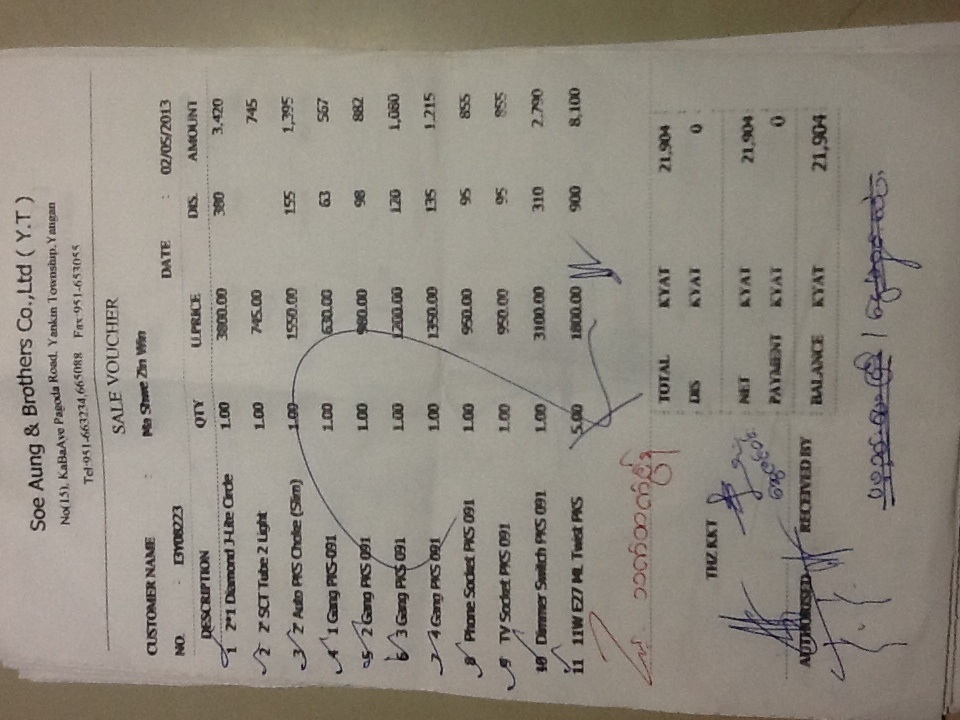 Soe Aung & Brothers Co.,Ltd ( Y.T )
No(15), KaBaAye Pagoda Road, Yankin Township,Yangan
Tel:951-663234,665088 Fax:951-653055
SALE VOUCHER
CUSTOMER NAME : Ma Shwe Zin Win
NO. - I3Y08223 DATE : 02/05/2013
DESCRIPTION QTY U.PRICE DIS. AMOUNT
1 2*1 Diamond J-Lite Circle 1.00 3800.00 380 3,420
2 2' SCT Tube 2 Light 1.00 745.00 745
3 2' Auto PKS Choke (Slim) 1.00 1550.00 155 1,395
4 1 Gang PKS-091 1.00 630.00 63 567
5 2 Gang PKS 091 1.00 980.00 98 882
6 3 Gang PKS 091 1.00 1200.00 120 1,080
7 4 Gang PKS 091 1.00 1350.00 135 1,215
8 Phone Socket PKS 091 1.00 950.00 95 855
9 TV Socket PKS 091 1.00 950.00 95 855
10 Dimmer Switch PKS 091 1.00 3100.00 310 2,790
11 11W E27 ML Twist PKS 5.00 1800.00 900 8,100
TOTAL KYAT 21,904
DIS KYAT 0
THZ KKT
NET KYAT 21,904
PAYMENT KYAT 0
AUTHORISED RECEIVED BY
BALANCE KYAT 21,904